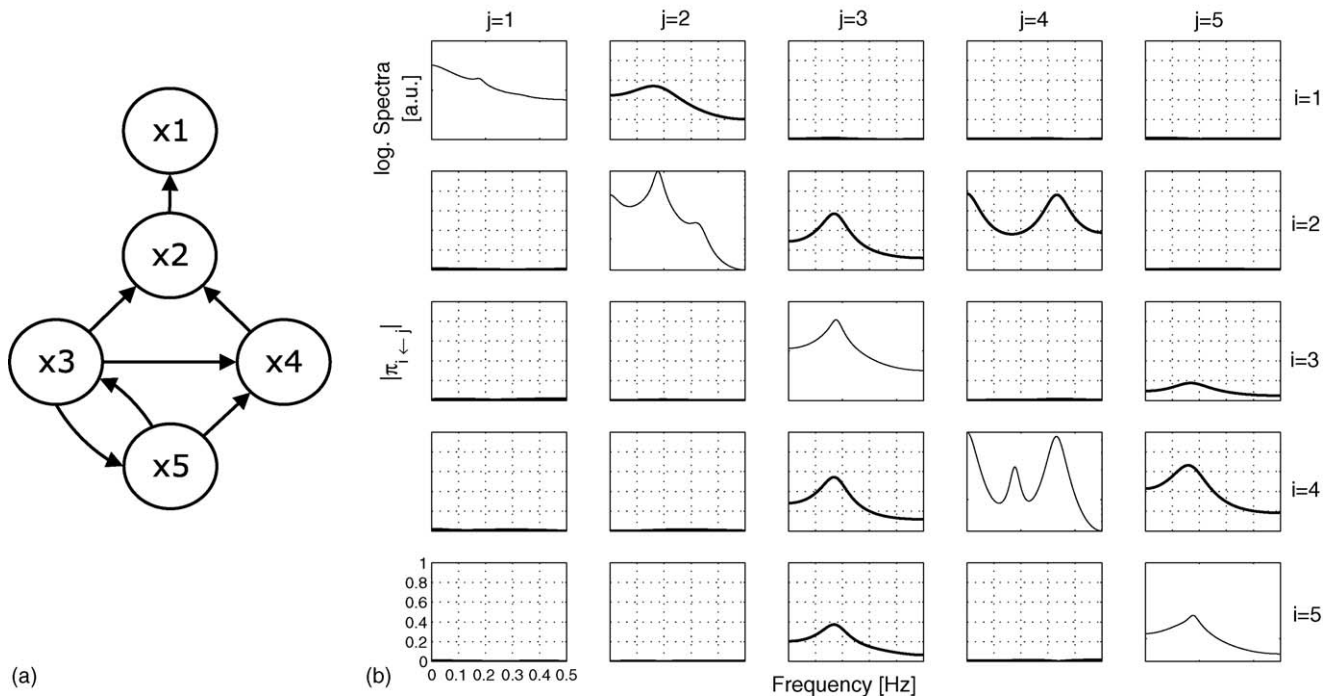 j=1 j=2 j=3 j=4 j=5
x1
x2
x3 x4
x5
(a)
log. Spectra
[a.u.]
|π i ← j|
i=1
i=2
i=3
i=4
i=5
1
0.8
0.6
0.4
0.2
0
0 0.1 0.2 0.3 0.4 0.5
(b)
Frequency [Hz]